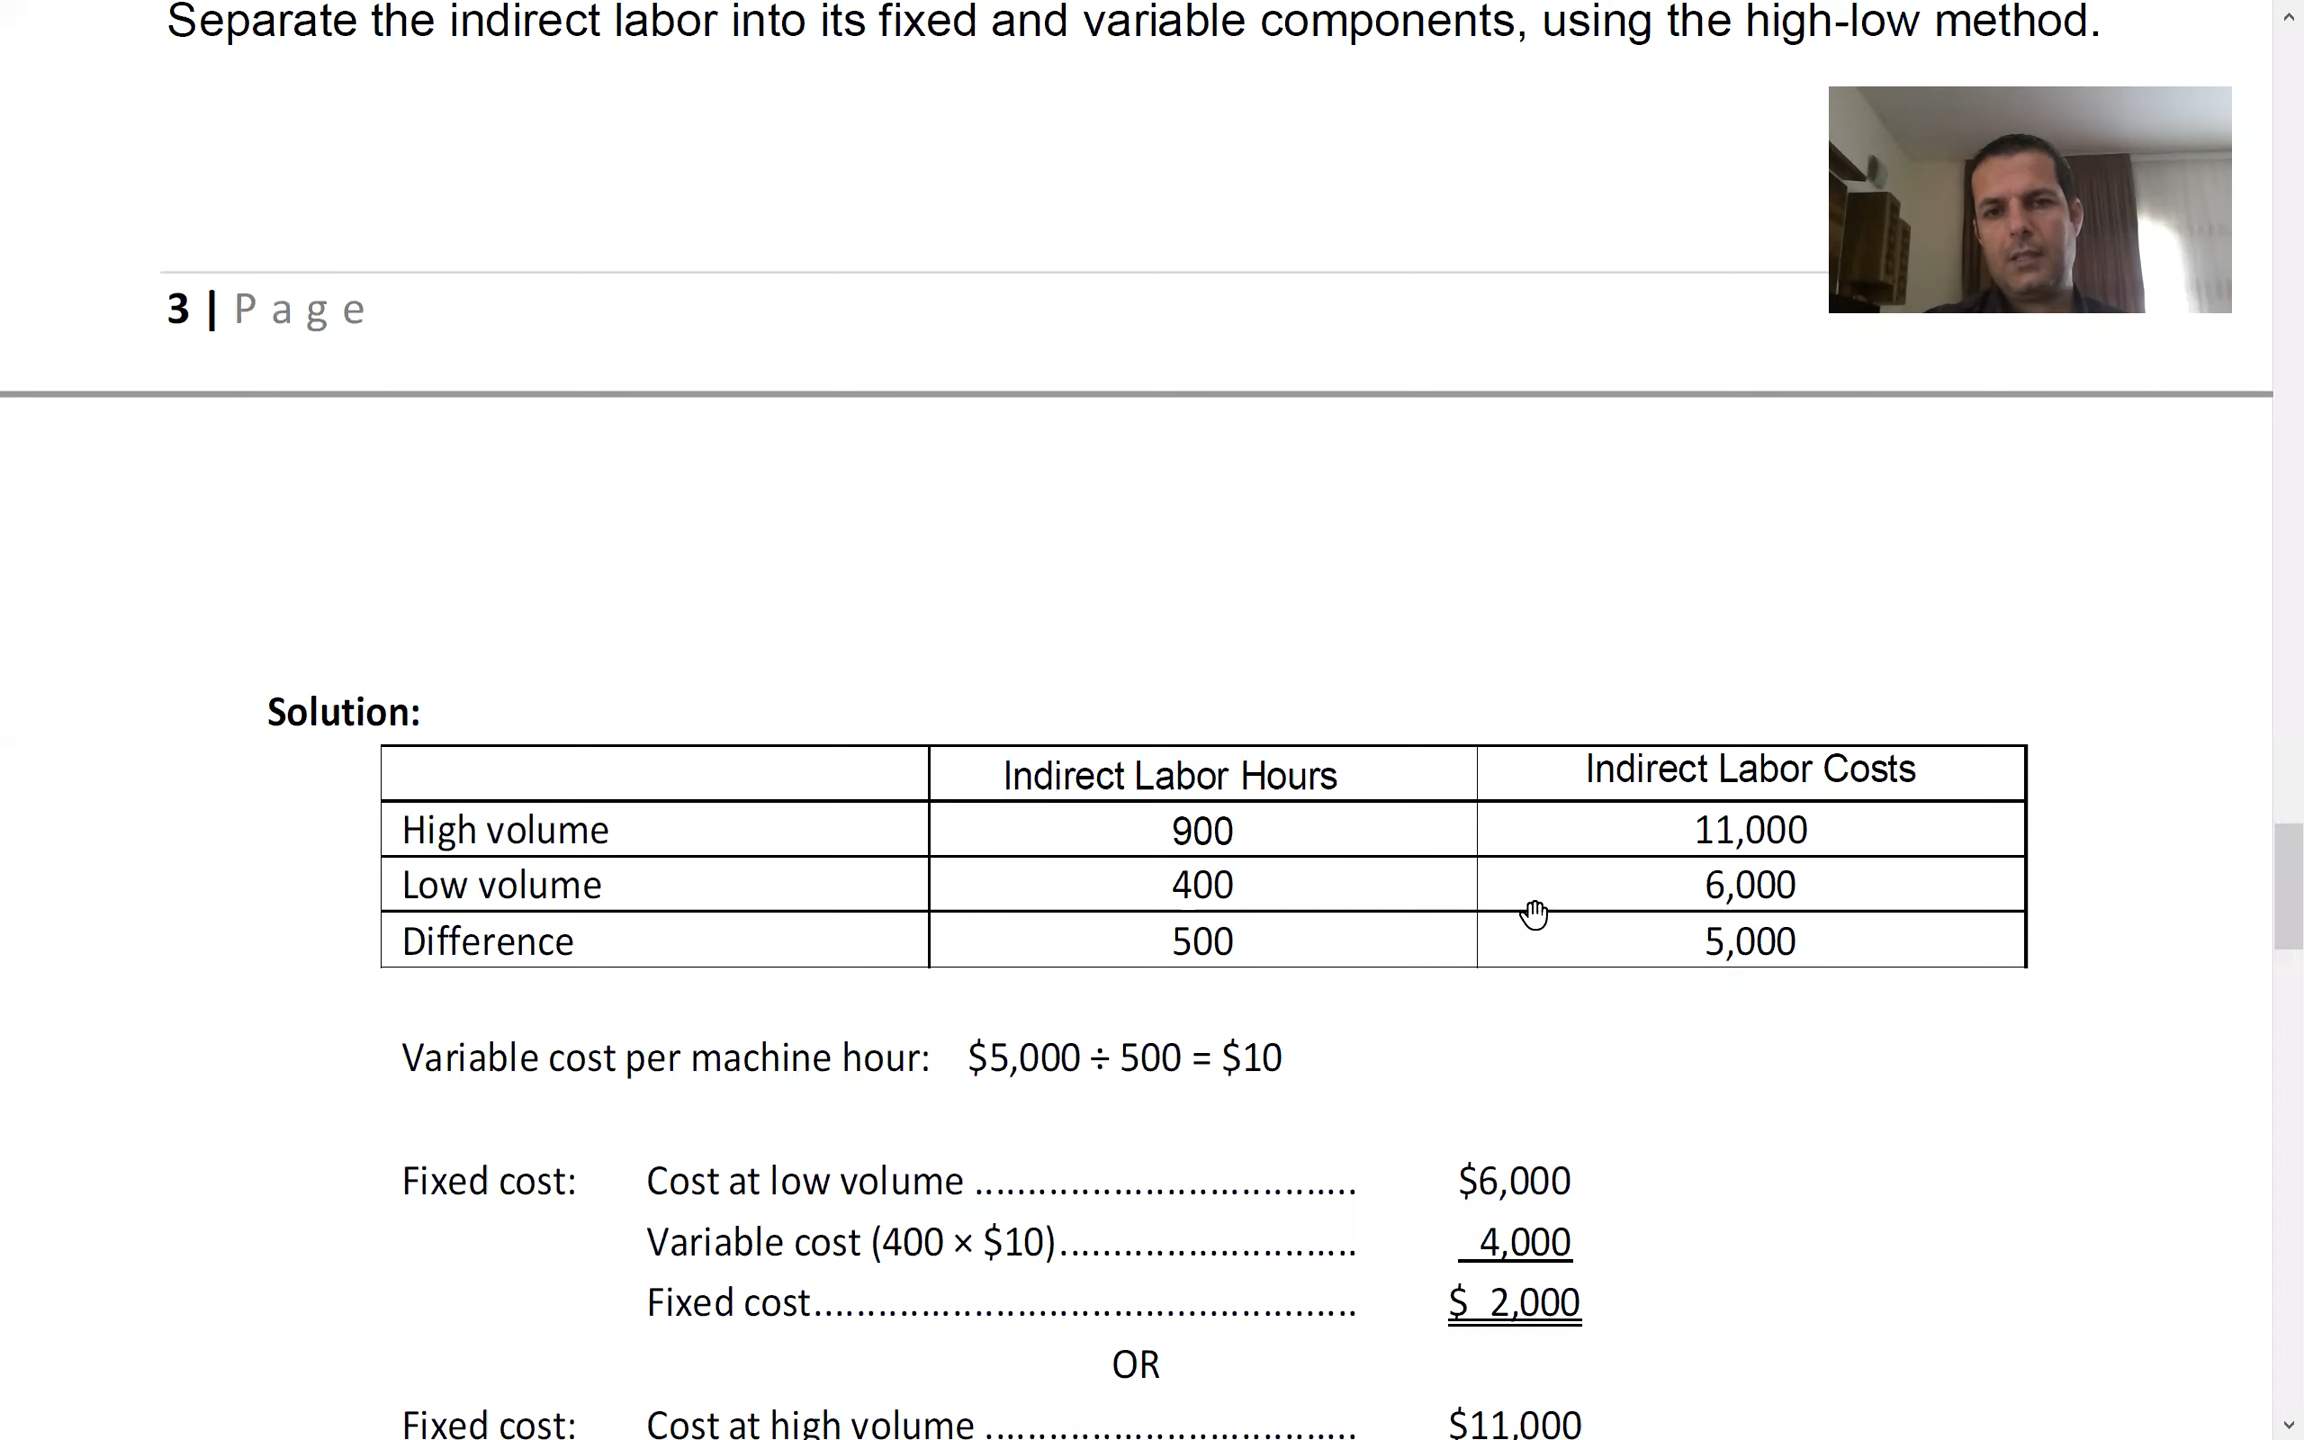 Separate the indirect labor into its fixed and variable components, using the high-low method.
3 | P a g e
Solution:
Indirect Labor Hours Indirect Labor Costs
High volume 900 11,000
Low volume 400 6,000
Difference 500 5,000
Variable cost per machine hour: $5,000 ÷ 500 = $10
Fixed cost: Cost at low volume .................................... $6,000
Variable cost (400 × $10)............................ 4,000
Fixed cost................................................... $ 2,000
OR
Fixed cost: Cost at high volume ................................... $11,000